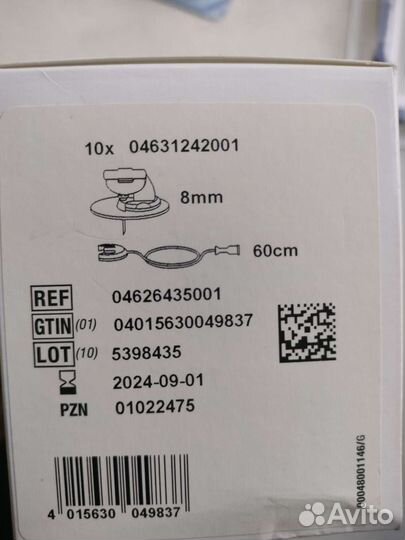 10x 04631242001
8mm
60cm
REF 04626435001
GTIN (01) 04015630049837
LOT (10) 5398435
2024-09-01
PZN 01022475
4 015630 049837
00048001146/G
Avito